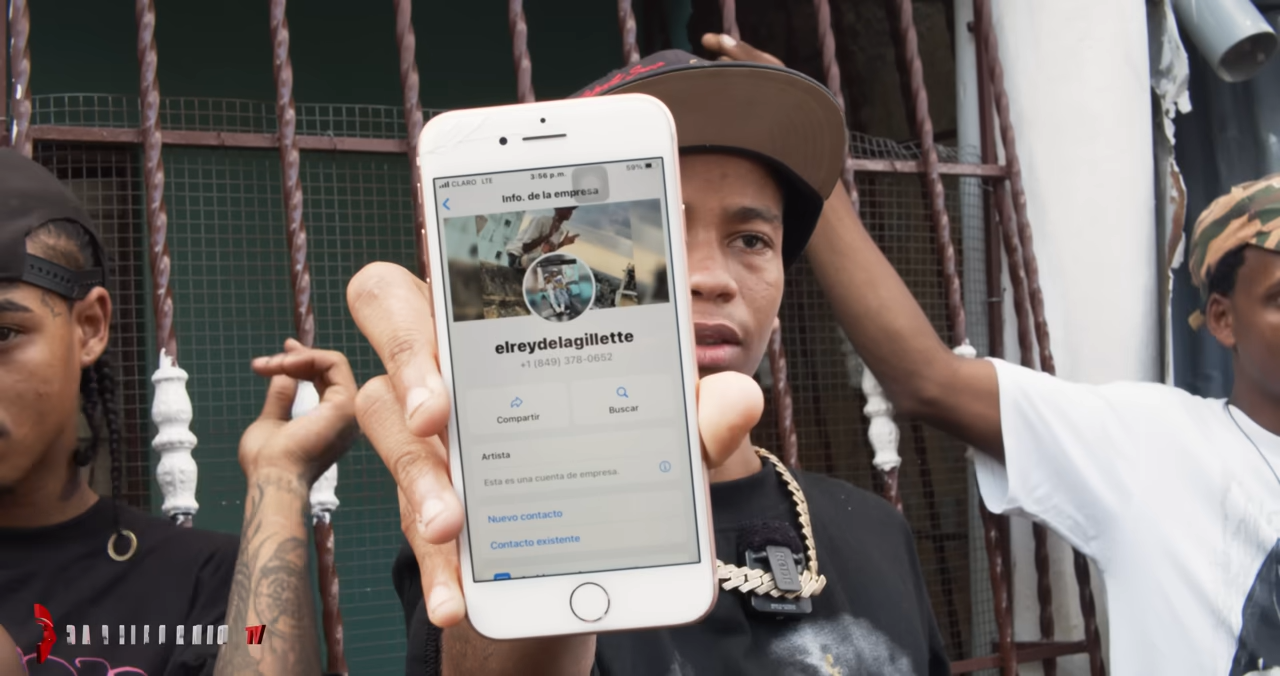 CLARO LTE 3:56 p.m. 59%
Info. de la empresa
elreydelagillette
+1 (849) 378-0652
Compartir
Buscar
Artista
Esta es una cuenta de empresa.
Nuevo contacto
Contacto existente
RODE
TV